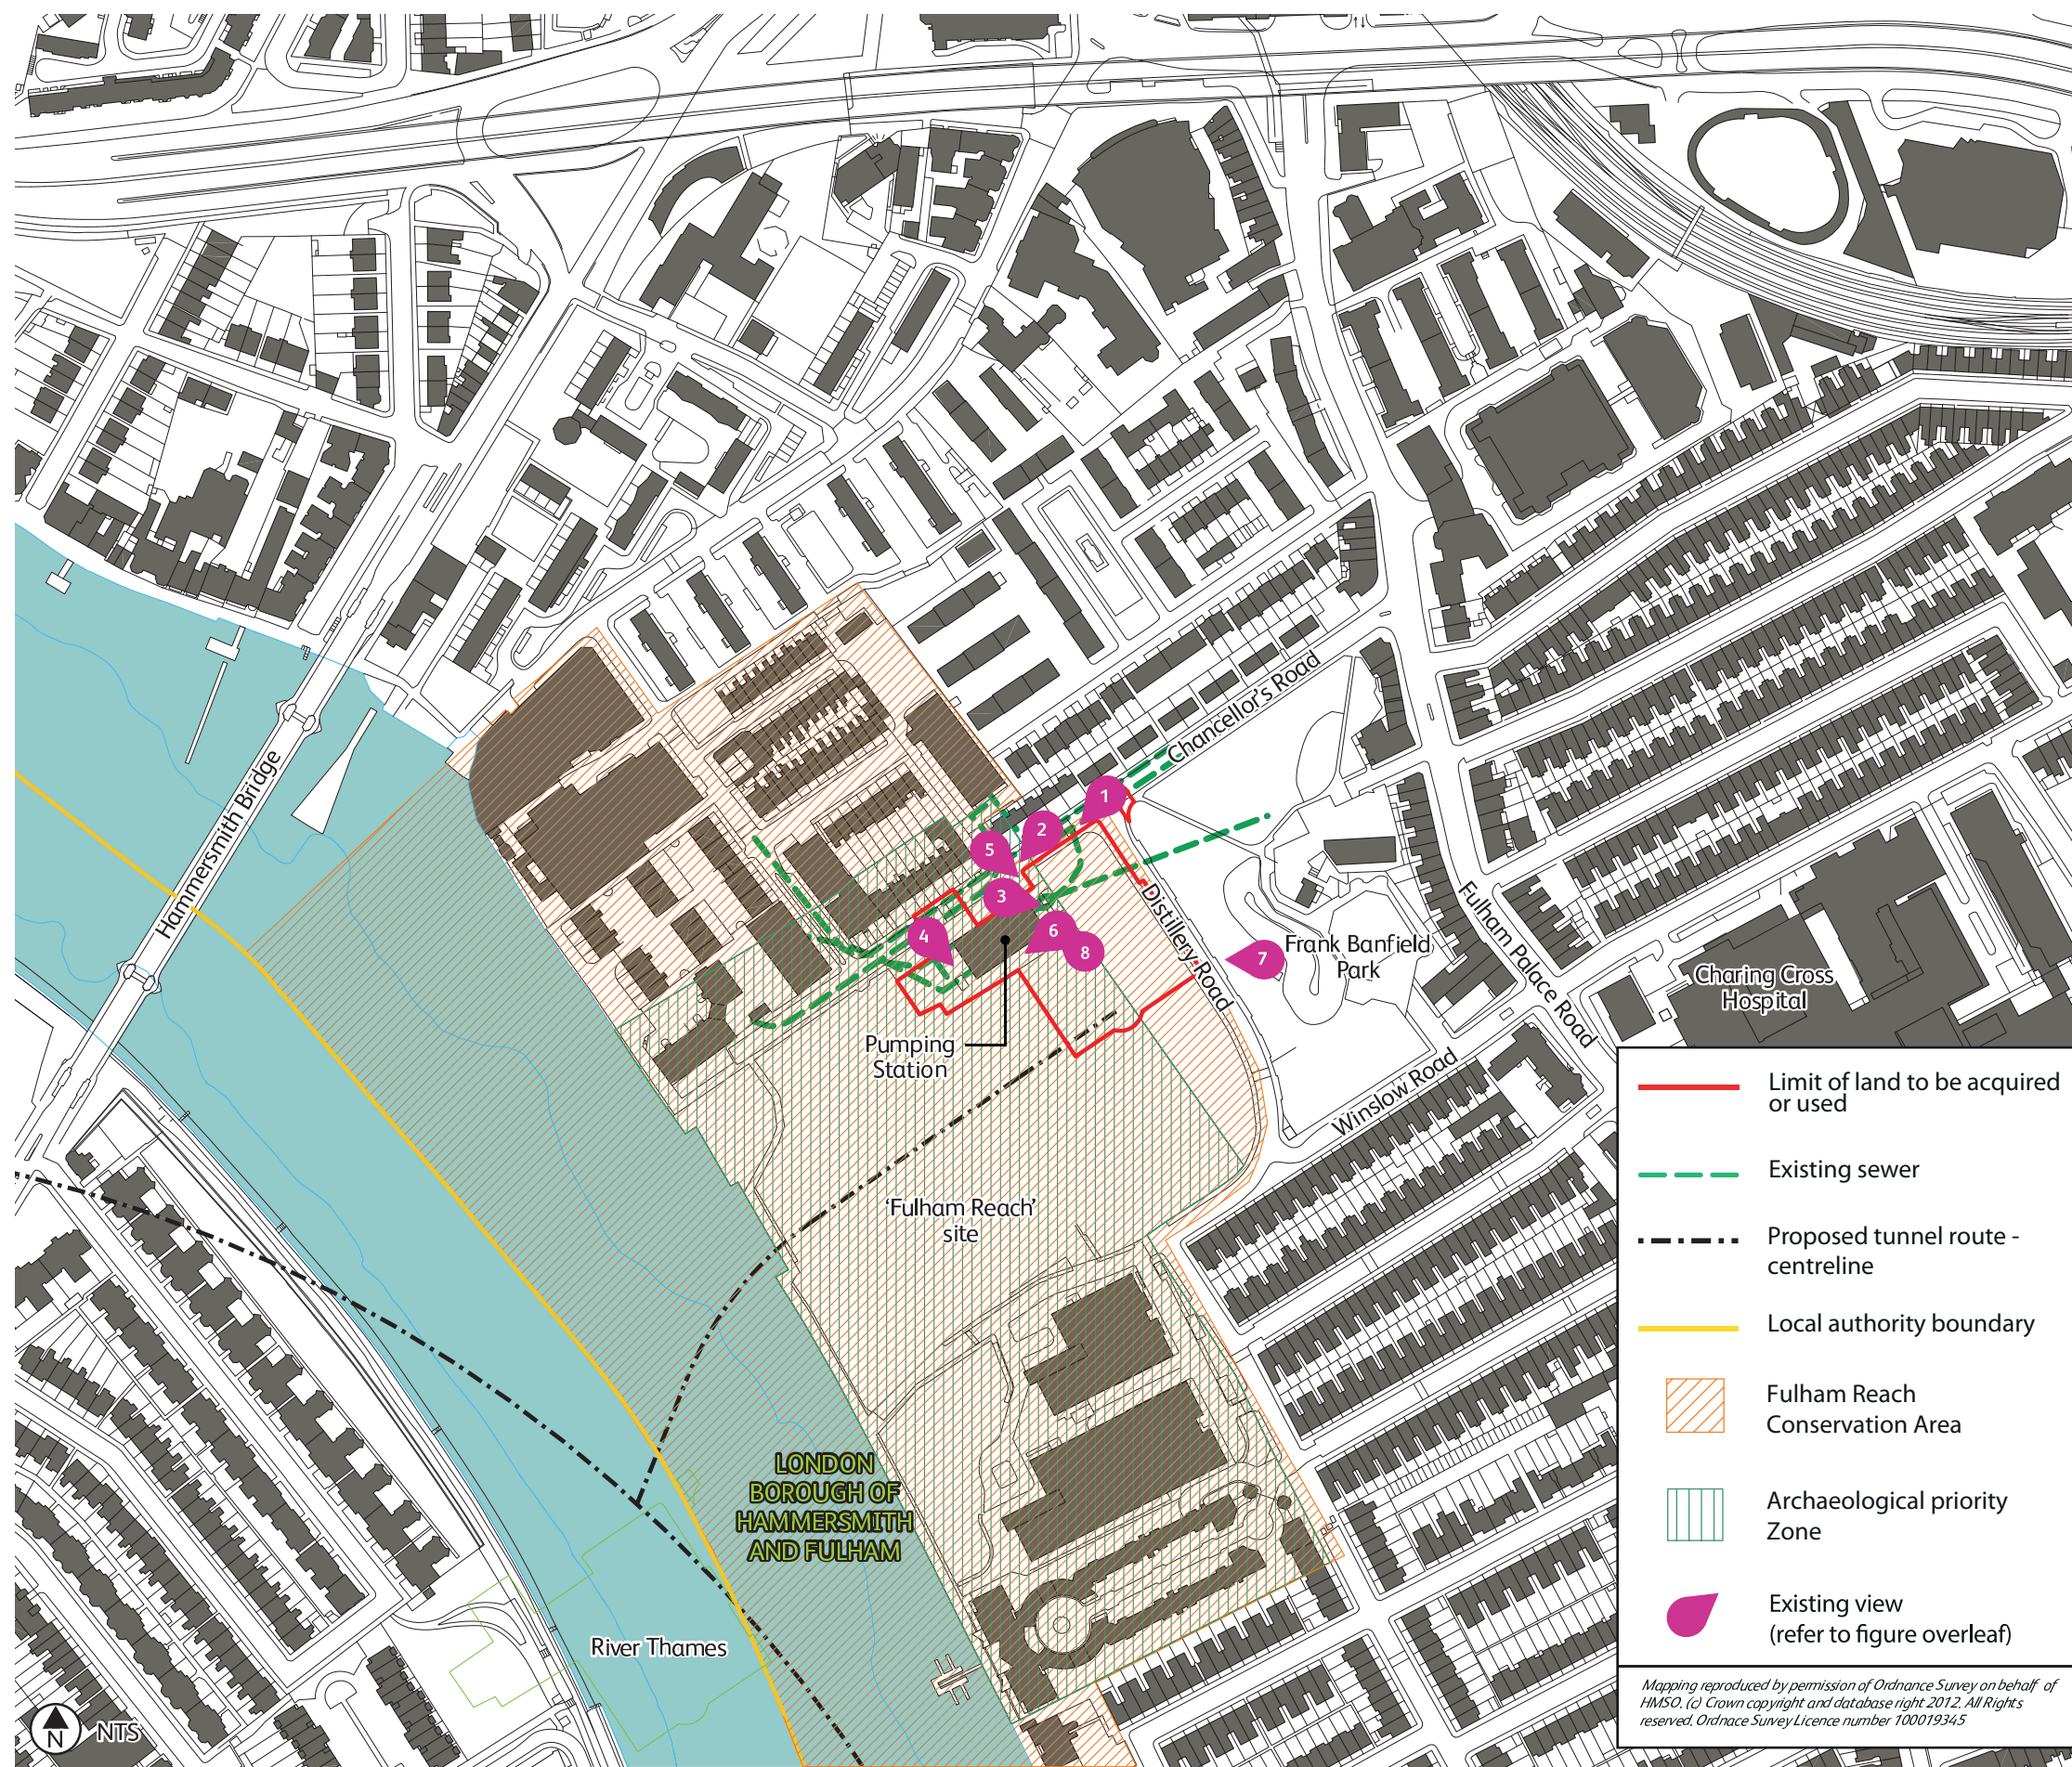 Hammersmith Bridge
Chancellor's Road
1
2
5
3
4
6
8
7
Distillery Road
Frank Banfield
Park
Fulham Palace Road
Charing Cross
Hospital
Pumping
Station
Winslow Road
'Fulham Reach'
site
LONDON
BOROUGH OF
HAMMERSMITH
AND FULHAM
River Thames
N
NTS
Limit of land to be acquired
or used
Existing sewer
Proposed tunnel route -
centreline
Local authority boundary
Fulham Reach
Conservation Area
Archaeological priority
Zone
Existing view
(refer to figure overleaf)
Mapping reproduced by permission of Ordnance Survey on behalf of
HMSO. (c) Crown copyright and database right 2012. All Rights
reserved. Ordnace Survey Licence number 100019345